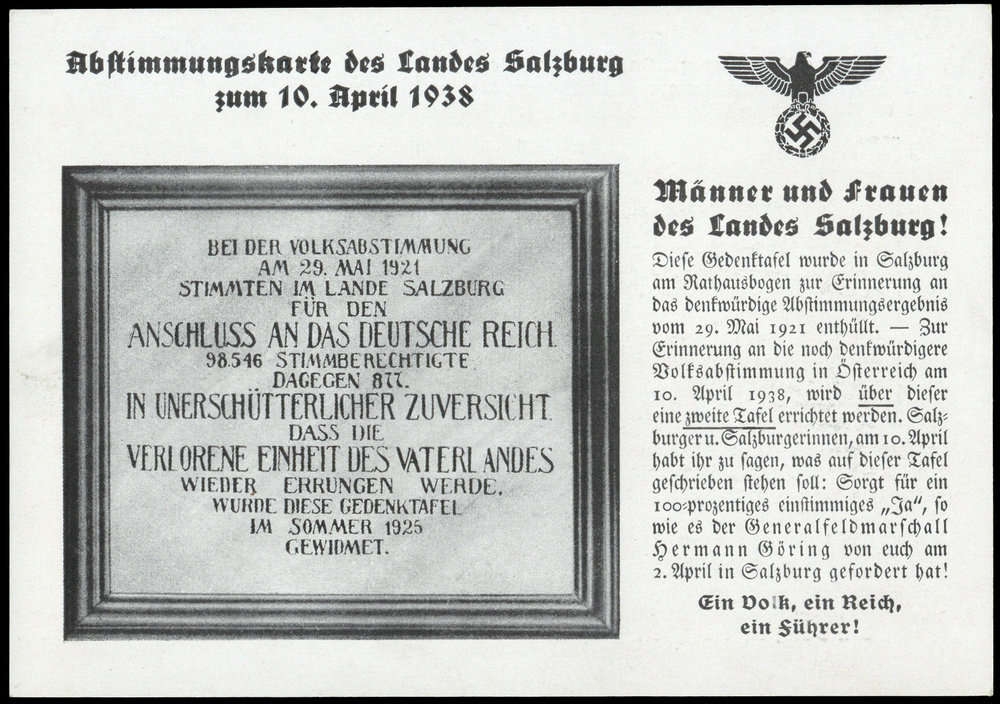 Abstimmungskarte des Landes Salzburg
zum 10. April 1938
BEI DER VOLKSABSTIMMUNG
AM 29. MAI 1921
STIMMTEN IM LANDE SALZBURG
FÜR DEN
ANSCHLUSS AN DAS DEUTSCHE REICH
98.546 STIMMBERECHTIGTE
DAGEGEN 877.
IN UNERSCHÜTTERLICHER ZUVERSICHT
DASS DIE
VERLORENE EINHEIT DES VATERLANDES
WIEDER ERRUNGEN WERDE,
WURDE DIESE GEDENKTAFEL
IM SOMMER 1925
GEWIDMET.
Männer und Frauen
des Landes Salzburg!
Diese Gedenktafel wurde in Salzburg
am Rathausbogen zur Erinnerung an
das denkwürdige Abstimmungsergebnis
vom 29. Mai 1921 enthüllt. — Zur
Erinnerung an die noch denkwürdigere
Volksabstimmung in Österreich am
10. April 1938, wird über dieser
eine zweite Tafel errichtet werden. Salz-
burger u. Salzburgerinnen, am 10. April
habt ihr zu sagen, was auf dieser Tafel
geschrieben stehen soll: Sorgt für ein
100-prozentiges einstimmiges „Ja“, so
wie es der Generalfeldmarschall
Hermann Göring von euch am
2. April in Salzburg gefordert hat!
Ein Volk, ein Reich,
ein Führer!